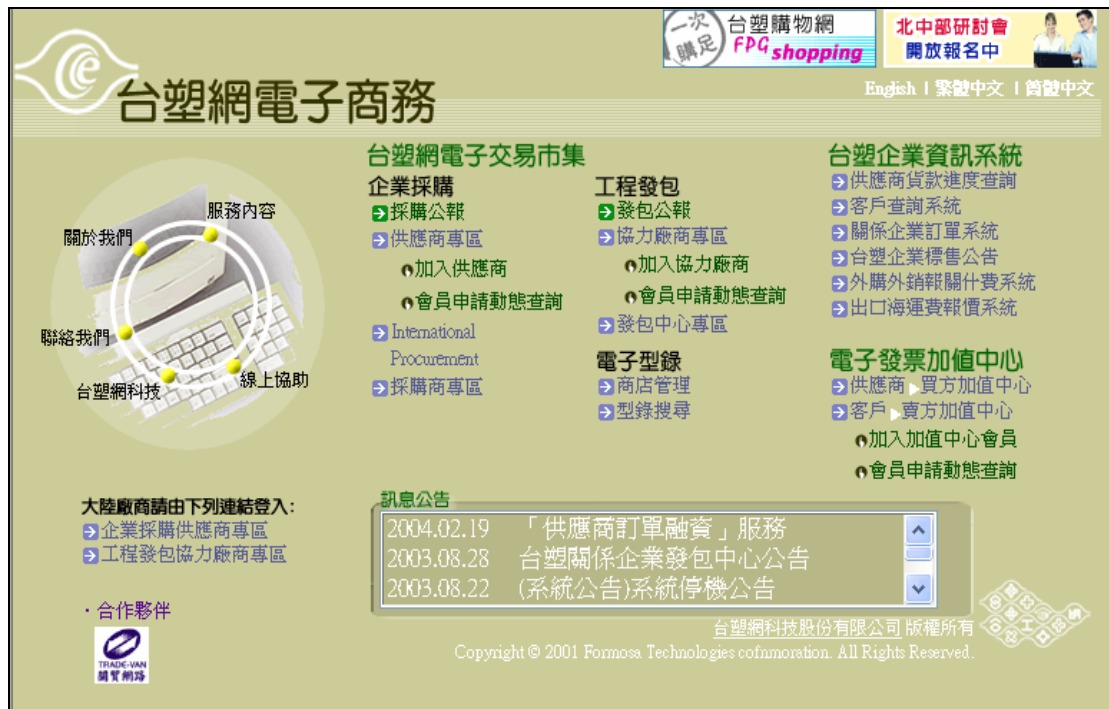 一次
購足
台塑購物網
FPG shopping
北中部研討會
開放報名中
English | 繁體中文 | 簡體中文
台塑網電子商務
服務內容
關於我們
聯絡我們
台塑網科技
線上協助
台塑網電子交易市集
企業採購
採購公報
供應商專區
加入供應商
會員申請動態查詢
International
Procurement
採購商專區
工程發包
發包公報
協力廠商專區
加入協力廠商
會員申請動態查詢
發包中心專區
電子型錄
商店管理
型錄搜尋
台塑企業資訊系統
供應商貨款進度查詢
客戶查詢系統
關係企業訂單系統
台塑企業標售公告
外購外銷報關什費系統
出口海運費報價系統
電子發票加值中心
供應商 買方加值中心
客戶 賣方加值中心
加入加值中心會員
會員申請動態查詢
大陸廠商請由下列連結登入:
企業採購供應商專區
工程發包協力廠商專區
・合作夥伴
TRADE-VAN
關貿網路
訊息公告
2004.02.19 「供應商訂單融資」服務
2003.08.28 台塑關係企業發包中心公告
2003.08.22 (系統公告)系統停機公告
台塑網科技股份有限公司 版權所有
Copyright © 2001 Formosa Technologies cofnmoration. All Rights Reserved.